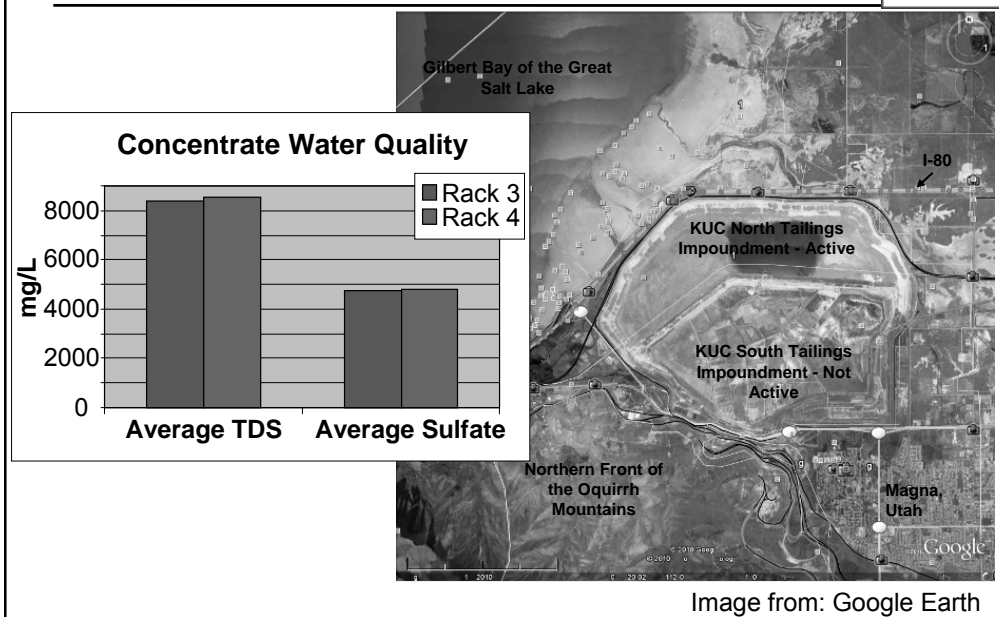 Concentrate Water Quality
Rack 3
Rack 4
mg/L
8000
6000
4000
2000
0
Average TDS
Average Sulfate
Gilbert Bay of the Great
Salt Lake
I-80
KUC North Tailings
Impoundment - Active
KUC South Tailings
Impoundment - Not
Active
Northern Front of
the Oquirrh
Mountains
Magna,
Utah
Google
Image from: Google Earth